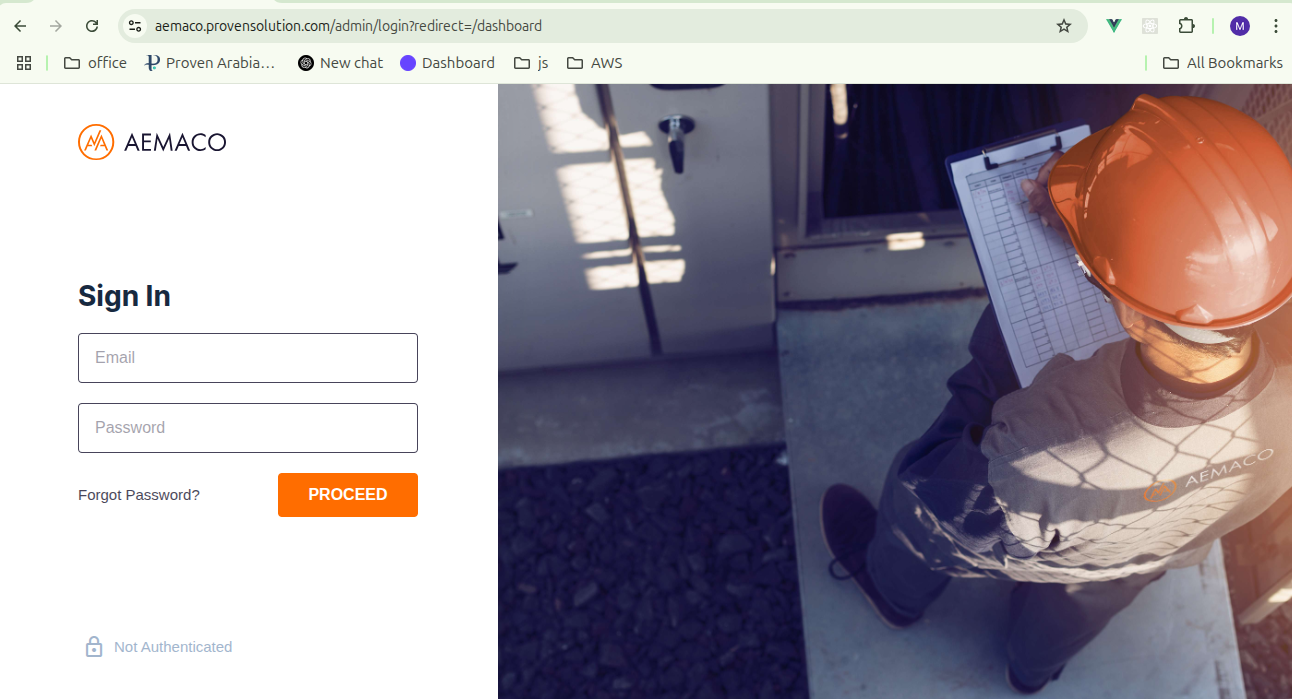 aemaco.provensolution.com/admin/login?redirect=/dashboard
M
office
Proven Arabia...
New chat
Dashboard
js
AWS
All Bookmarks
AEMACO
Sign In
Email
Password
Forgot Password?
PROCEED
Not Authenticated
AEMACO